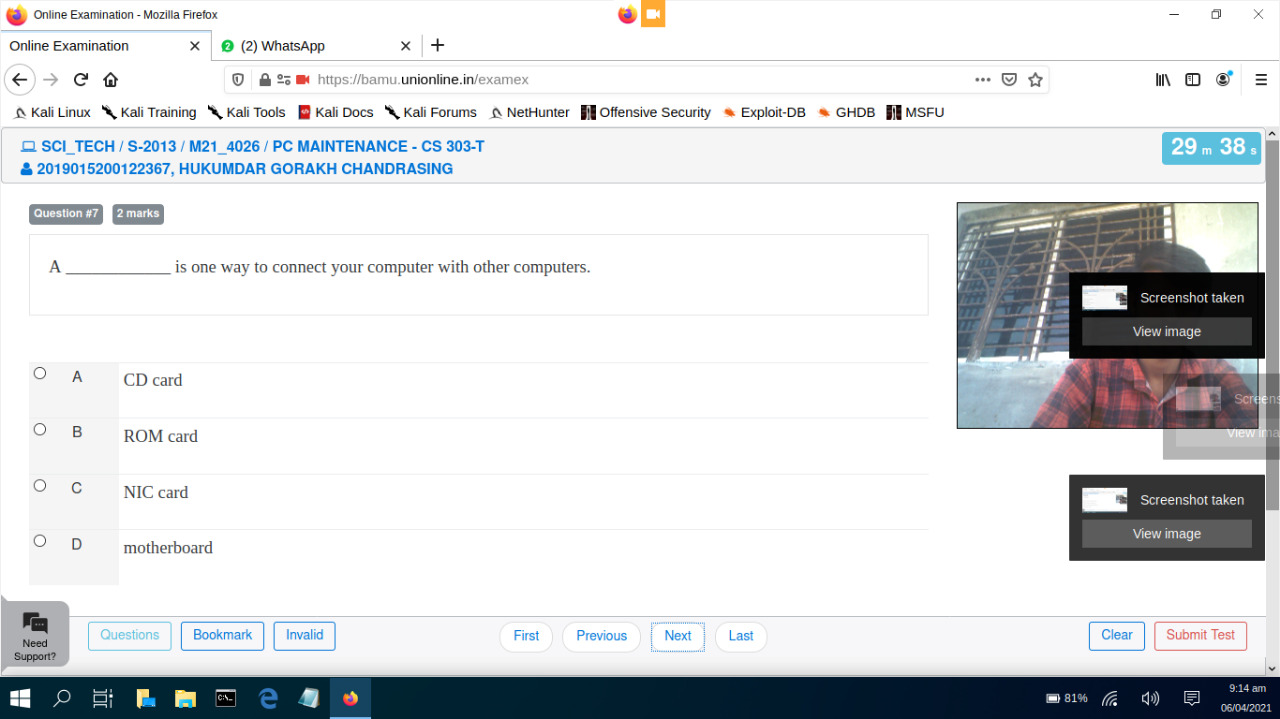 Online Examination - Mozilla Firefox
Online Examination
2 (2) WhatsApp
https://bamu.unionline.in/examex
Kali Linux Kali Training Kali Tools Kali Docs Kali Forums NetHunter Offensive Security Exploit-DB GHDB MSFU
SCI_TECH / S-2013 / M21_4026 / PC MAINTENANCE - CS 303-T
29 m 38 s
2019015200122367, HUKUMDAR GORAKH CHANDRASING
Question #7 2 marks
A ____________ is one way to connect your computer with other computers.
Screenshot taken
View image
A CD card
Screens
B ROM card
View ima
C NIC card
Screenshot taken
View image
D motherboard
Need
Support?
Questions Bookmark Invalid First Previous Next Last Clear Submit Test
C:\_
81%
9:14 am
06/04/2021